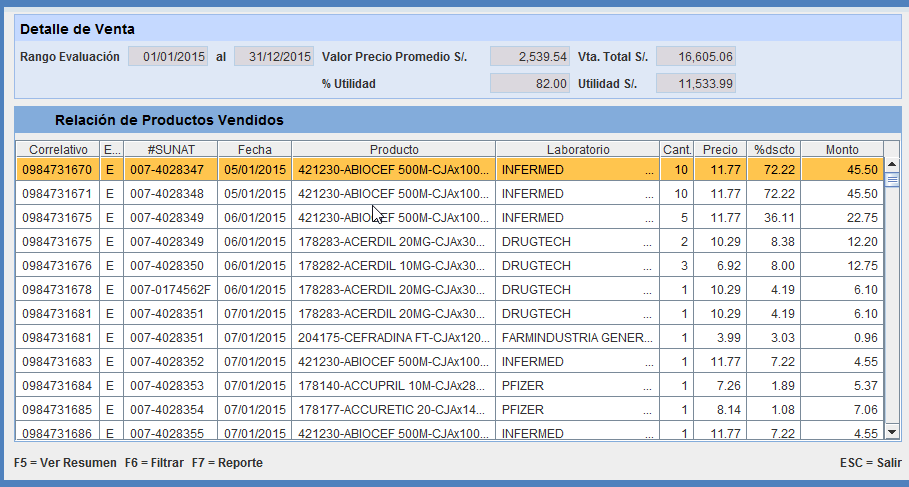 Detalle de Venta
Rango Evaluación 01/01/2015 al 31/12/2015 Valor Precio Promedio S/. 2,539.54 Vta. Total S/. 16,605.06
% Utilidad 82.00 Utilidad S/. 11,533.99
Relación de Productos Vendidos
Correlativo E... #SUNAT Fecha Producto Laboratorio Cant. Precio %dscto Monto
0984731670 E 007-4028347 05/01/2015 421230-ABIOCEF 500M-CJAx100... INFERMED ... 10 11.77 72.22 45.50
0984731671 E 007-4028348 05/01/2015 421230-ABIOCEF 500M-CJAx100... INFERMED ... 10 11.77 72.22 45.50
0984731675 E 007-4028349 06/01/2015 421230-ABIOCEF 500M-CJAx100... INFERMED ... 5 11.77 36.11 22.75
0984731675 E 007-4028349 06/01/2015 178283-ACERDIL 20MG-CJAx30... DRUGTECH ... 2 10.29 8.38 12.20
0984731676 E 007-4028350 06/01/2015 178282-ACERDIL 10MG-CJAx30... DRUGTECH ... 3 6.92 8.00 12.75
0984731678 E 007-0174562F 06/01/2015 178283-ACERDIL 20MG-CJAx30... DRUGTECH ... 1 10.29 4.19 6.10
0984731681 E 007-4028351 07/01/2015 178283-ACERDIL 20MG-CJAx30... DRUGTECH ... 1 10.29 4.19 6.10
0984731681 E 007-4028351 07/01/2015 204175-CEFRADINA FT-CJAx120... FARMINDUSTRIA GENER... 1 3.99 3.03 0.96
0984731683 E 007-4028352 07/01/2015 421230-ABIOCEF 500M-CJAx100... INFERMED ... 1 11.77 7.22 4.55
0984731684 E 007-4028353 07/01/2015 178140-ACCUPRIL 10M-CJAx28... PFIZER ... 1 7.26 1.89 5.37
0984731685 E 007-4028354 07/01/2015 178177-ACCURETIC 20-CJAx14... PFIZER ... 1 8.14 1.08 7.06
0984731686 E 007-4028355 07/01/2015 421230-ABIOCEF 500M-CJAx100... INFERMED ... 1 11.77 7.22 4.55
F5 = Ver Resumen F6 = Filtrar F7 = Reporte ESC = Salir